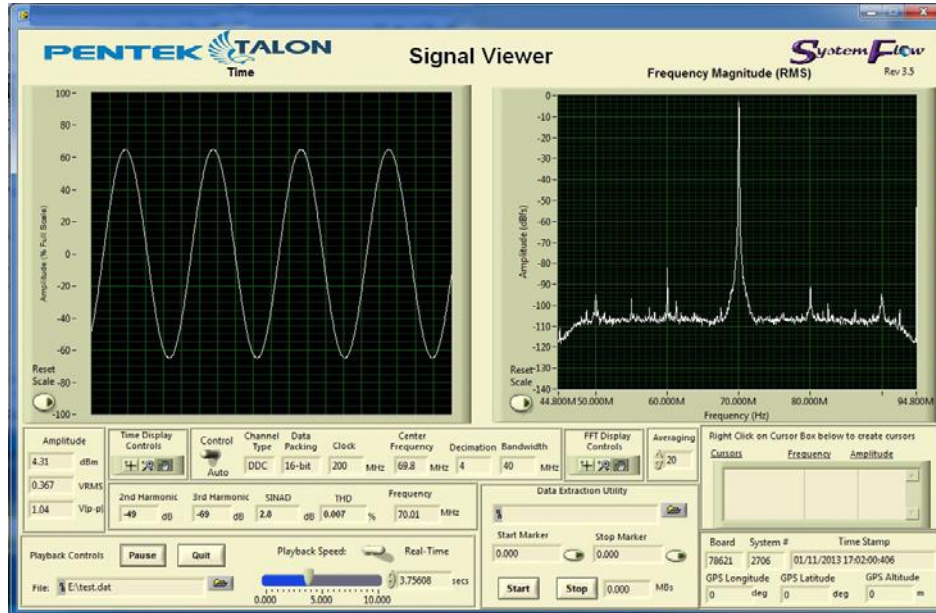 PENTEK TALON
Signal Viewer
SystemFlow
Rev 3.5
Time
Frequency Magnitude (RMS)
Amplitude (% Full Scale)
100
80
60
40
20
0
-20
-40
-60
-80
-100
Reset
Scale
Amplitude (dBfs)
0
-10
-20
-30
-40
-50
-60
-70
-80
-90
-100
-110
-120
-130
-140
Reset
Scale
44.800M 50.000M 60.000M 70.000M 80.000M 94.800M
Frequency (Hz)
Amplitude
4.31 dBm
0.367 VRMS
1.04 V[p-p]
Time Display
Controls
Control
Auto
Channel Type
DDC
Data Packing
16-bit
Clock
200 MHz
Center Frequency
69.8 MHz
Decimation
4
Bandwidth
40 MHz
FFT Display
Controls
Averaging
20
Right Click on Cursor Box below to create cursors
Cursors Frequency Amplitude
2nd Harmonic
-49 dB
3rd Harmonic
-69 dB
SINAD
2.0 dB
THD
0.007 %
Frequency
70.01 MHz
Data Extraction Utility
Start Marker
0.000
Stop Marker
0.000
Start
Stop
0.000 MBs
Playback Controls
Pause
Quit
File: E:\test.dat
Playback Speed:
Real-Time
0.000 5.000 10.000
3.75608 secs
Board System # Time Stamp
78621 2706 01/11/2013 17:02:00:406
GPS Longitude GPS Latitude GPS Altitude
0 deg 0 deg 0 m